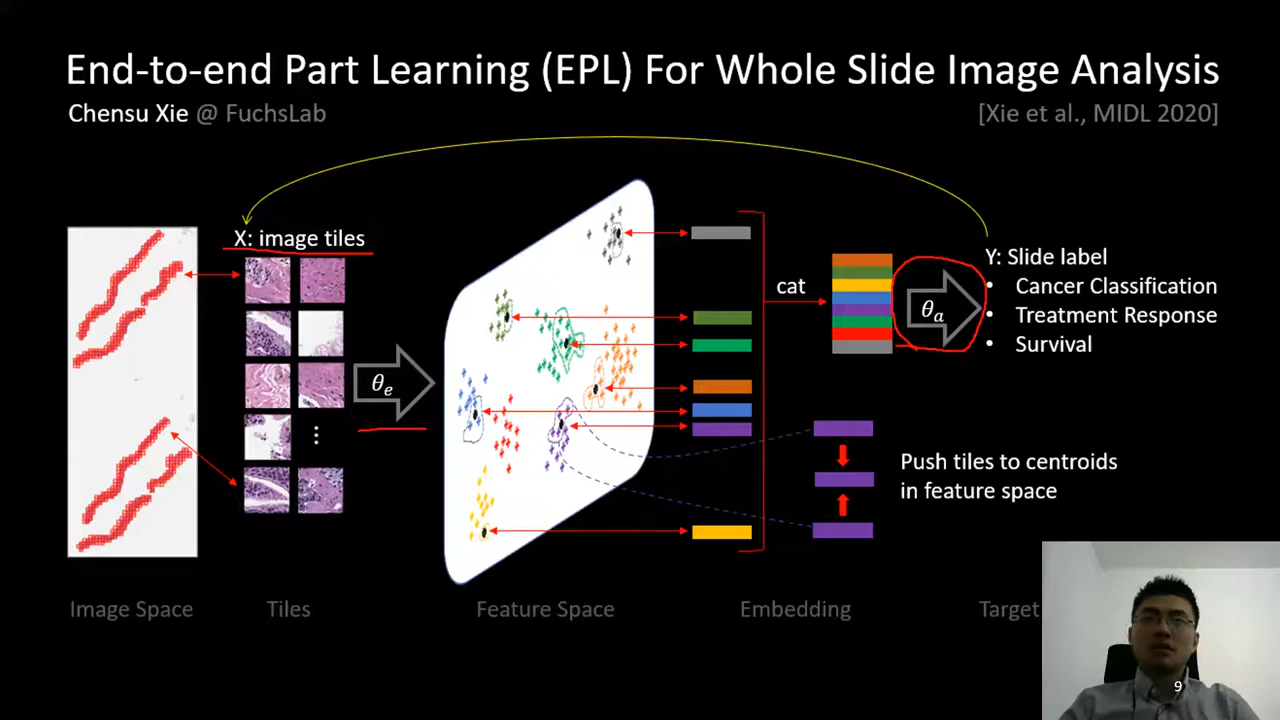 End-to-end Part Learning (EPL) For Whole Slide Image Analysis
Chensu Xie @ FuchsLab
[Xie et al., MIDL 2020]
X: image tiles
θe
cat
θa
Y: Slide label
• Cancer Classification
• Treatment Response
• Survival
Push tiles to centroids
in feature space
Image Space
Tiles
Feature Space
Embedding
Target
9